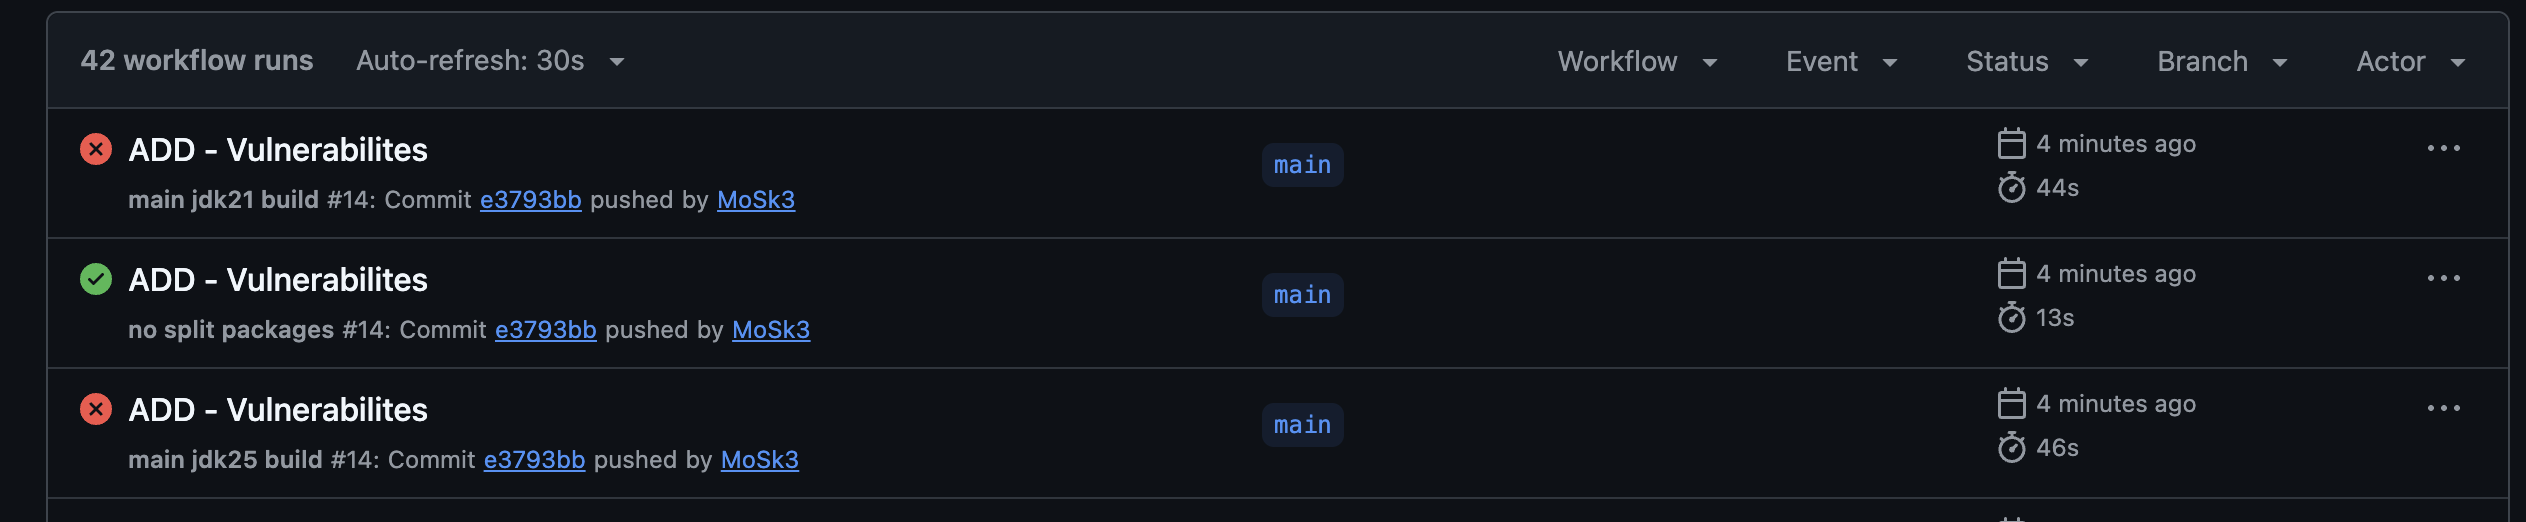 42 workflow runs Auto-refresh: 30s Workflow Event Status Branch Actor
ADD - Vulnerabilites main 4 minutes ago
main jdk21 build #14: Commit e3793bb pushed by MoSk3 44s
ADD - Vulnerabilites main 4 minutes ago
no split packages #14: Commit e3793bb pushed by MoSk3 13s
ADD - Vulnerabilites main 4 minutes ago
main jdk25 build #14: Commit e3793bb pushed by MoSk3 46s